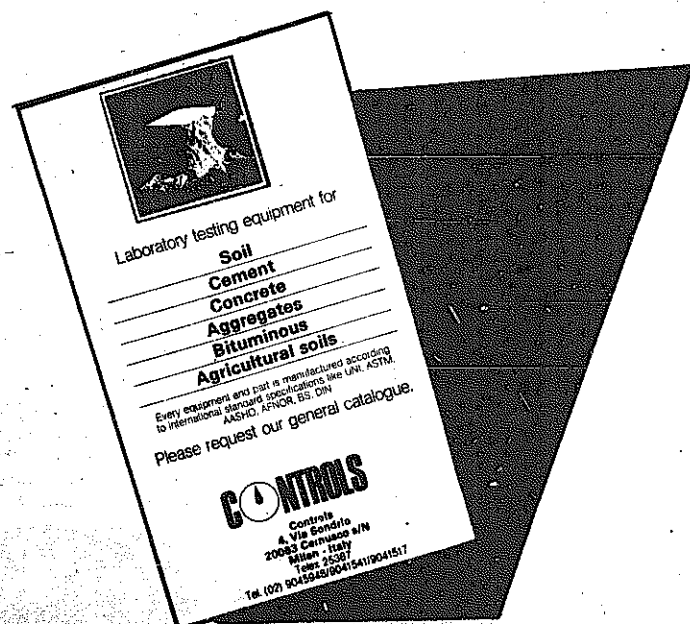 Laboratory testing equipment for
Soil
Cement
Concrete
Aggregates
Bituminous
Agricultural soils
Every equipment and part is manufactured according
to international standard specifications like UNI, ASTM,
AASHO, AFNOR, BS, DIN
Please request our general catalogue.
CONTROLS
Controls
4, Via Sondrio
20063 Cernusco s/N
Milan - Italy
Telex 25387
Tel. (02) 9045945/9041541/9041517